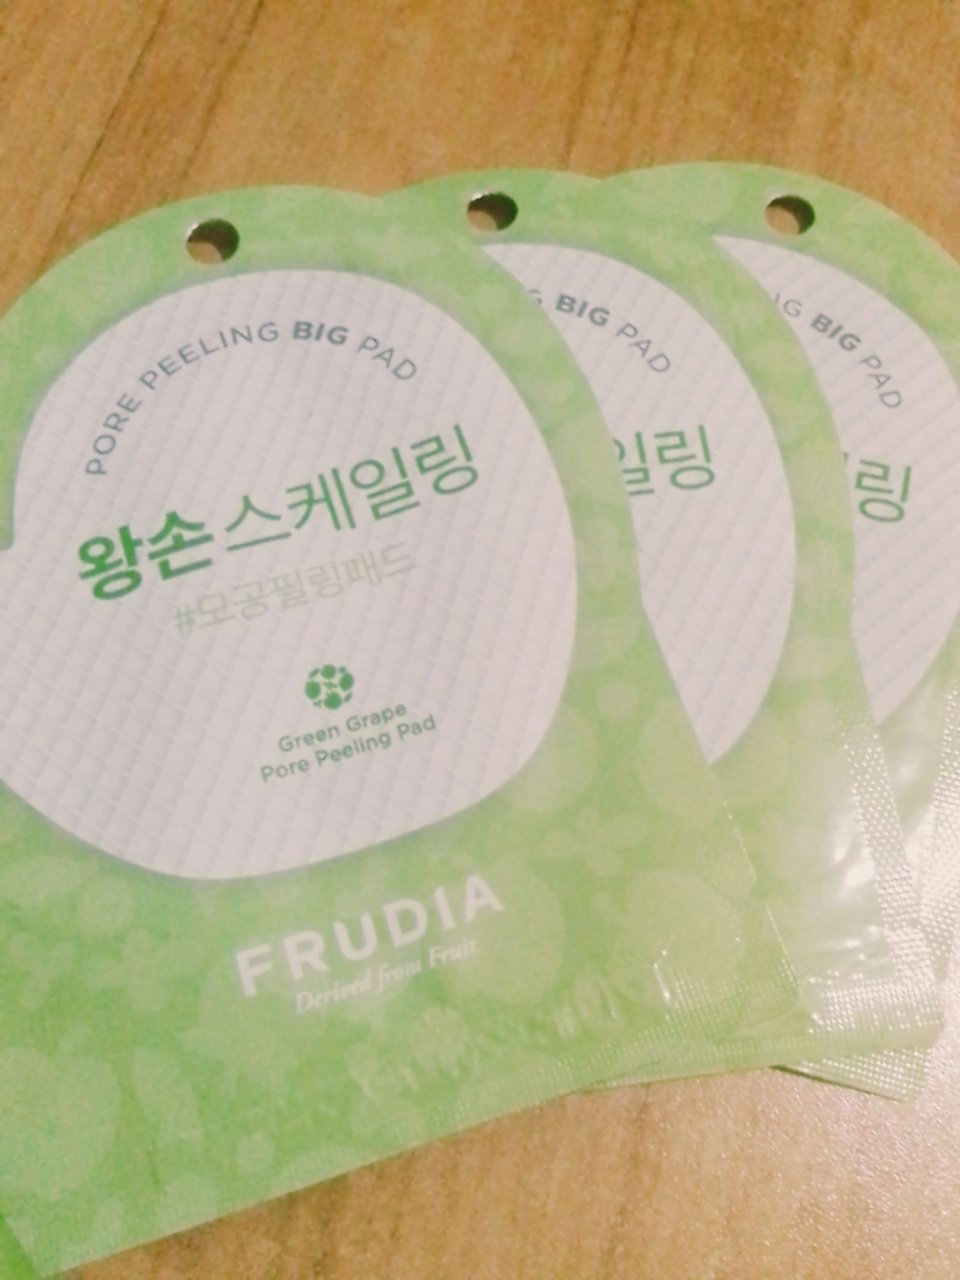 PORE PEELING BIG PAD
왕손스케일링
#모공필링패드
Green Grape
Pore Peeling Pad
FRUDIA
Derived from Fruit
G BIG PAD
일링
G BIG PAD
링